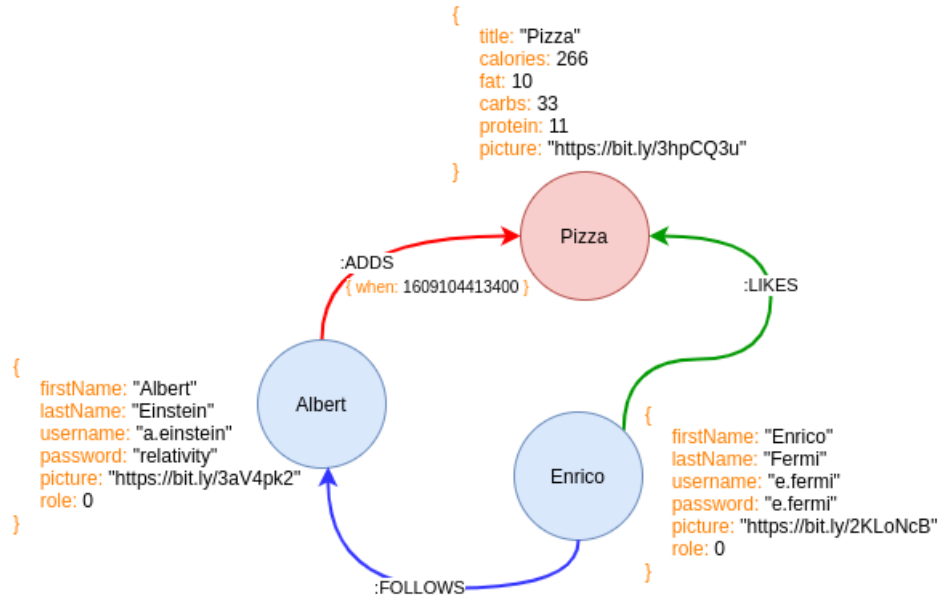 {
title: "Pizza"
calories: 266
fat: 10
carbs: 33
protein: 11
picture: "https://bit.ly/3hpCQ3u"
}
Pizza
:ADDS
{ when: 1609104413400 }
:LIKES
{
firstName: "Albert"
lastName: "Einstein"
username: "a.einstein"
password: "relativity"
picture: "https://bit.ly/3aV4pk2"
role: 0
}
Albert
Enrico
{
firstName: "Enrico"
lastName: "Fermi"
username: "e.fermi"
password: "e.fermi"
picture: "https://bit.ly/2KLoNcB"
role: 0
}
:FOLLOWS